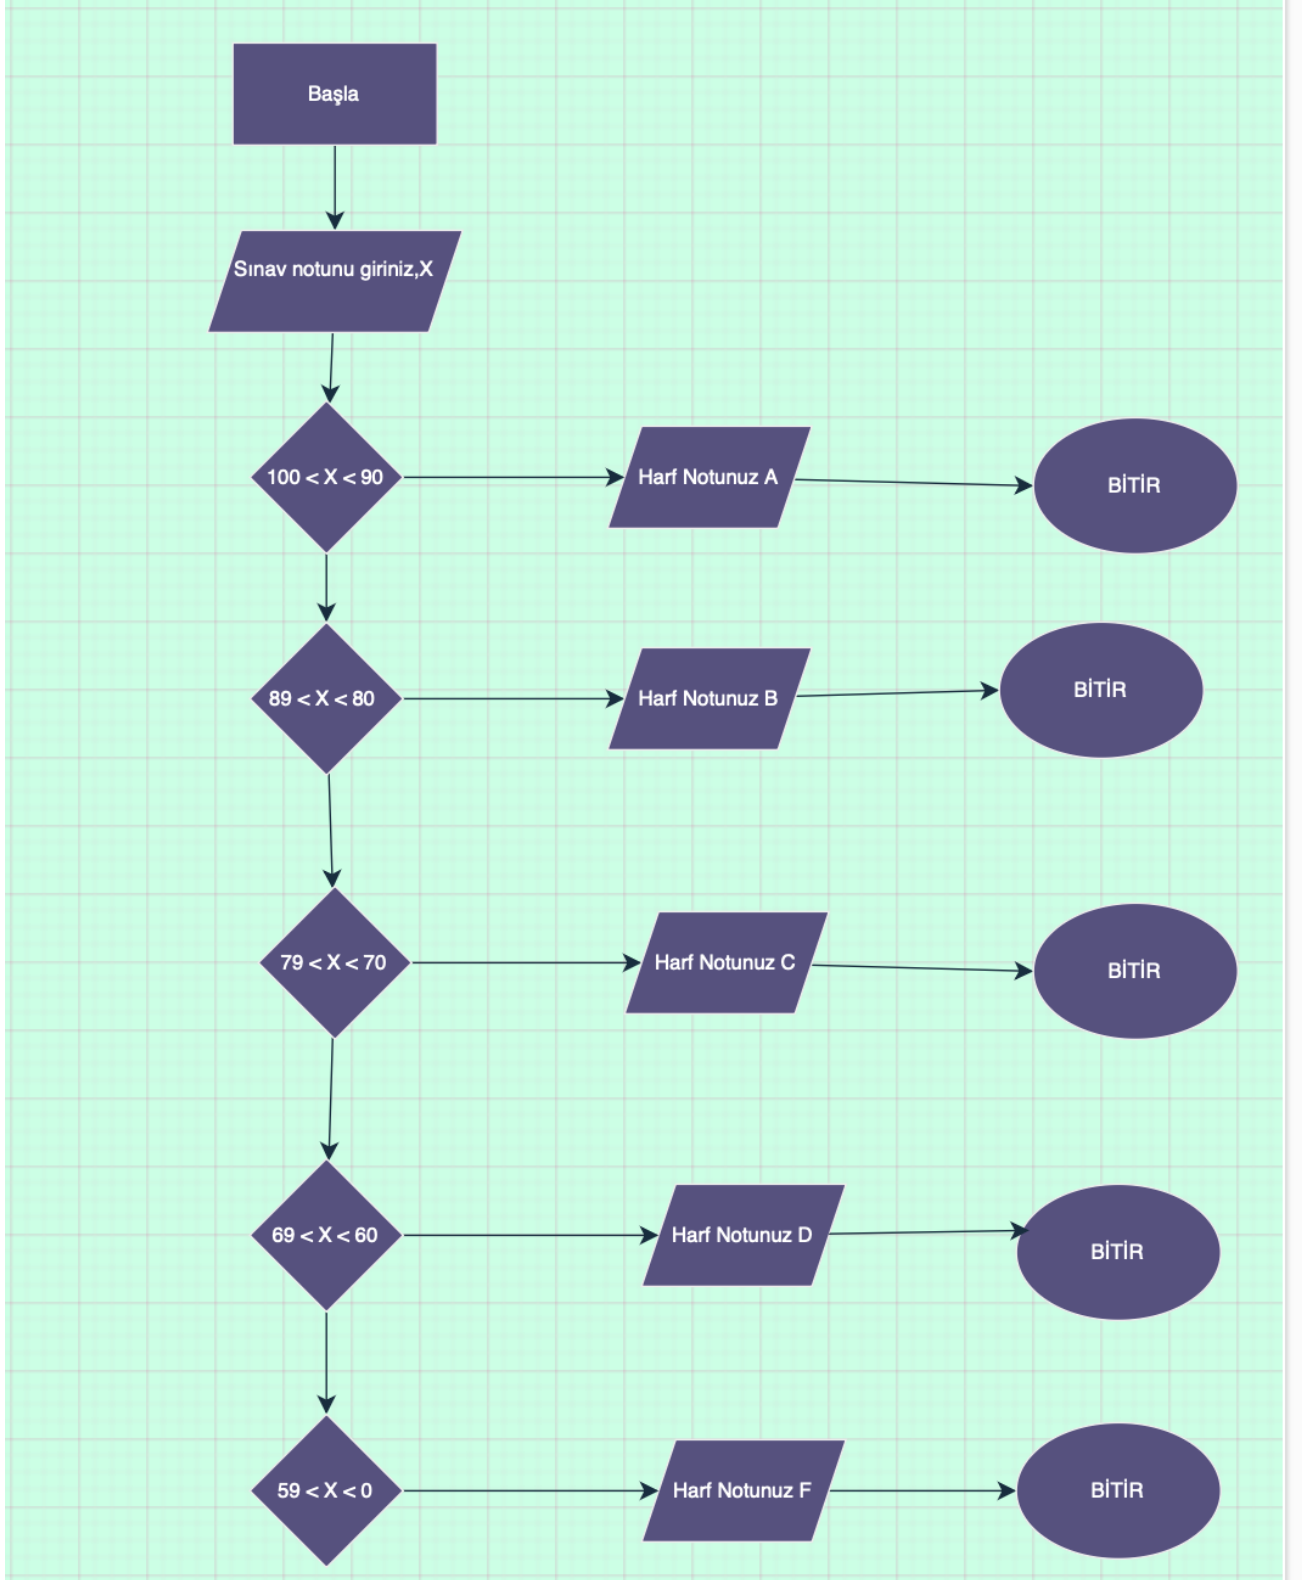 Başla
Sınav notunu giriniz,X
100 < X < 90
Harf Notunuz A
BİTİR
89 < X < 80
Harf Notunuz B
BİTİR
79 < X < 70
Harf Notunuz C
BİTİR
69 < X < 60
Harf Notunuz D
BİTİR
59 < X < 0
Harf Notunuz F
BİTİR